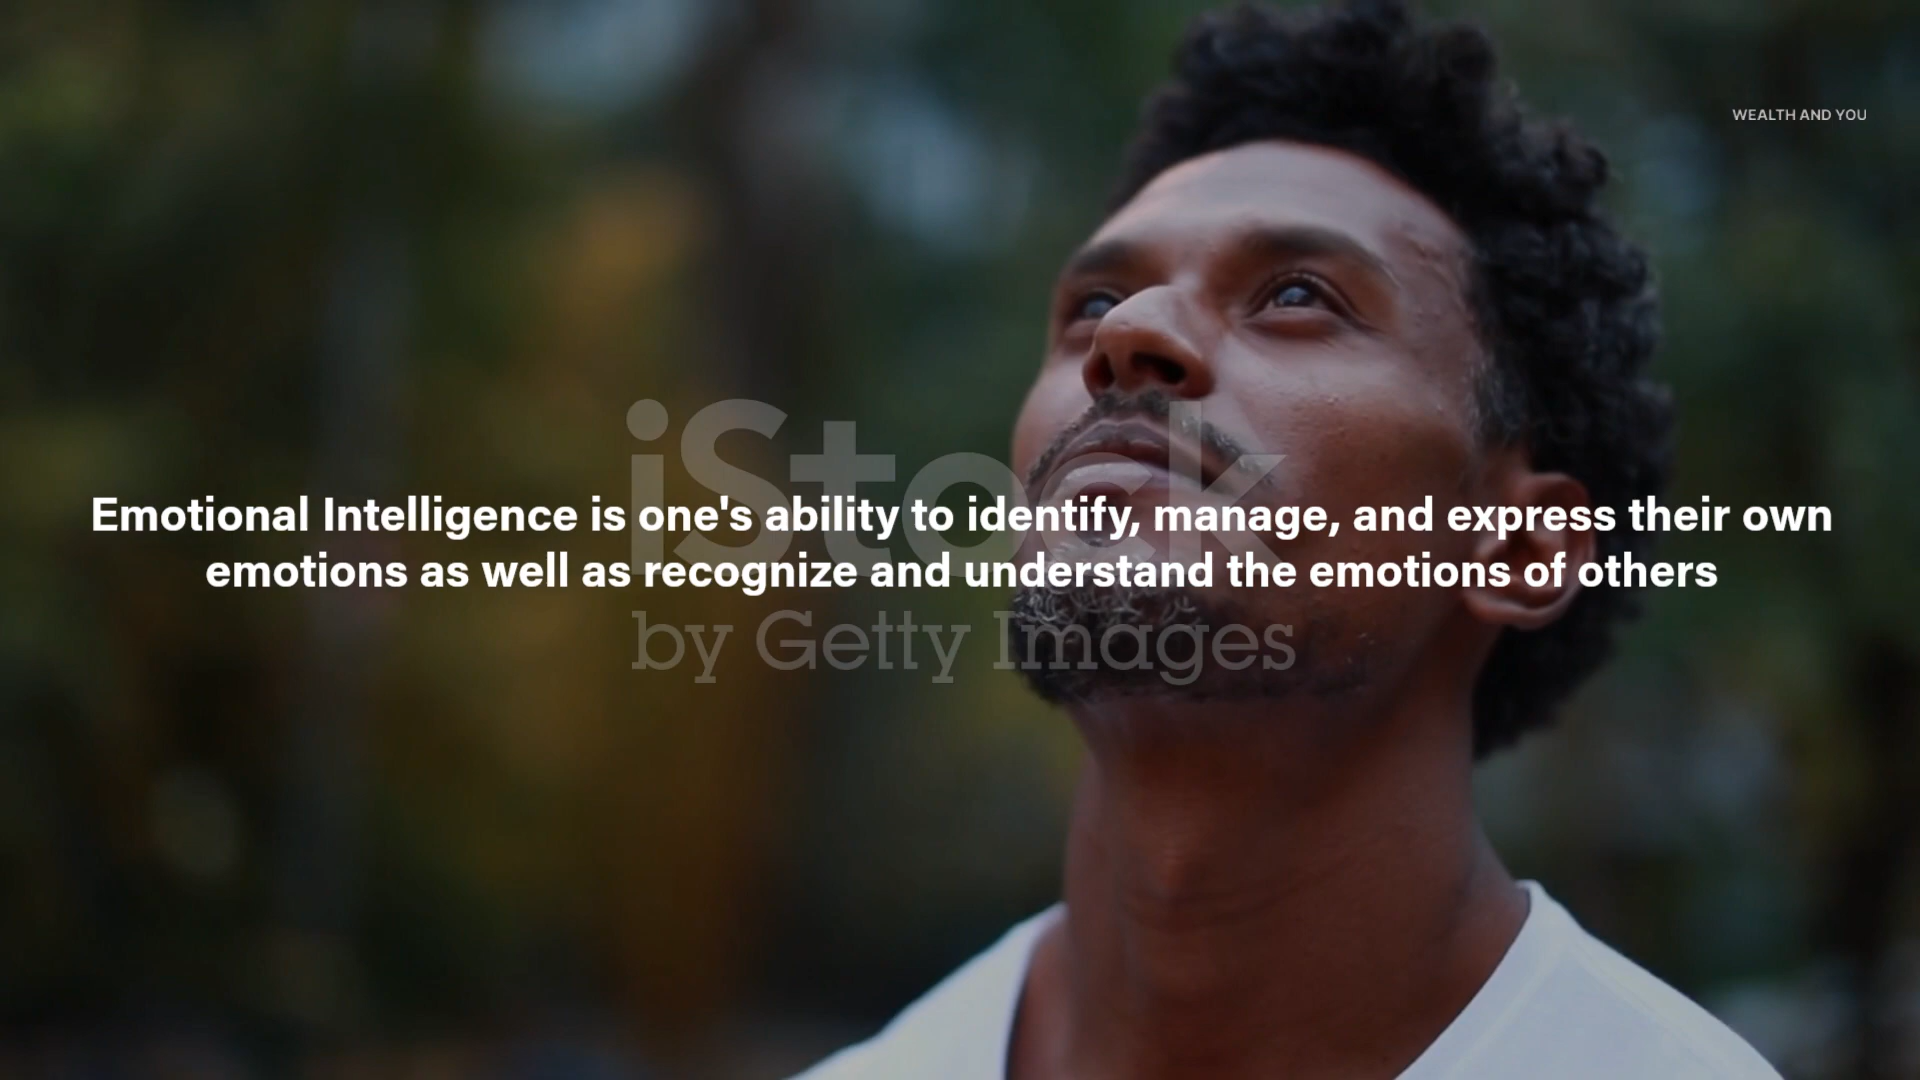 WEALTH AND YOU
iStock
Emotional Intelligence is one's ability to identify, manage, and express their own
emotions as well as recognize and understand the emotions of others
by Getty Images